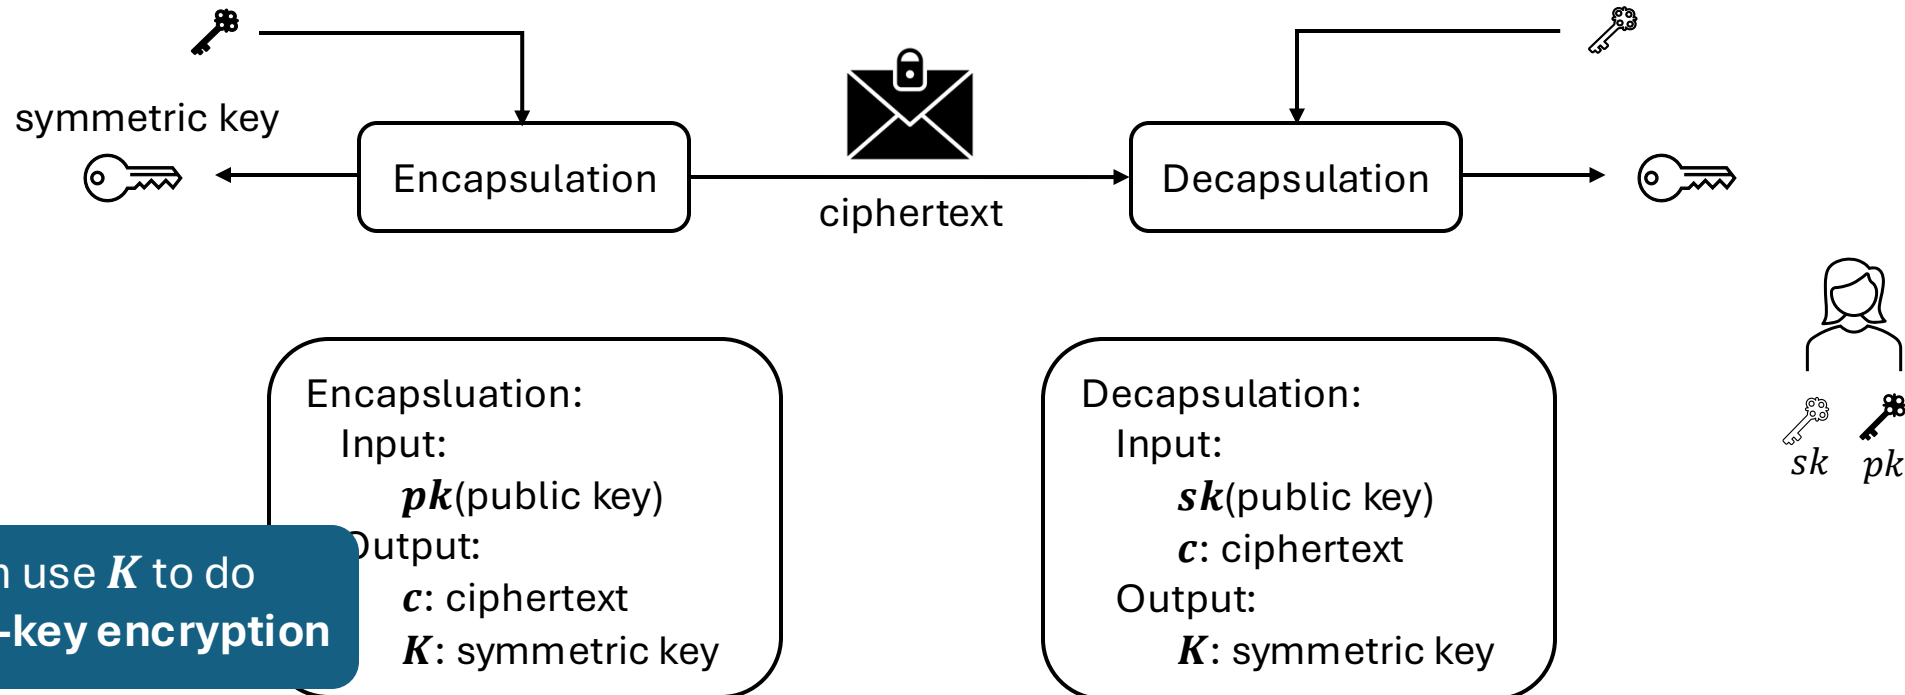 symmetric key
Encapsulation
ciphertext
Decapsulation
Encapsluation:
Input:
pk(public key)
Output:
c: ciphertext
K: symmetric key
use K to do
-key encryption
Decapsulation:
Input:
sk(public key)
c: ciphertext
Output:
K: symmetric key
sk pk